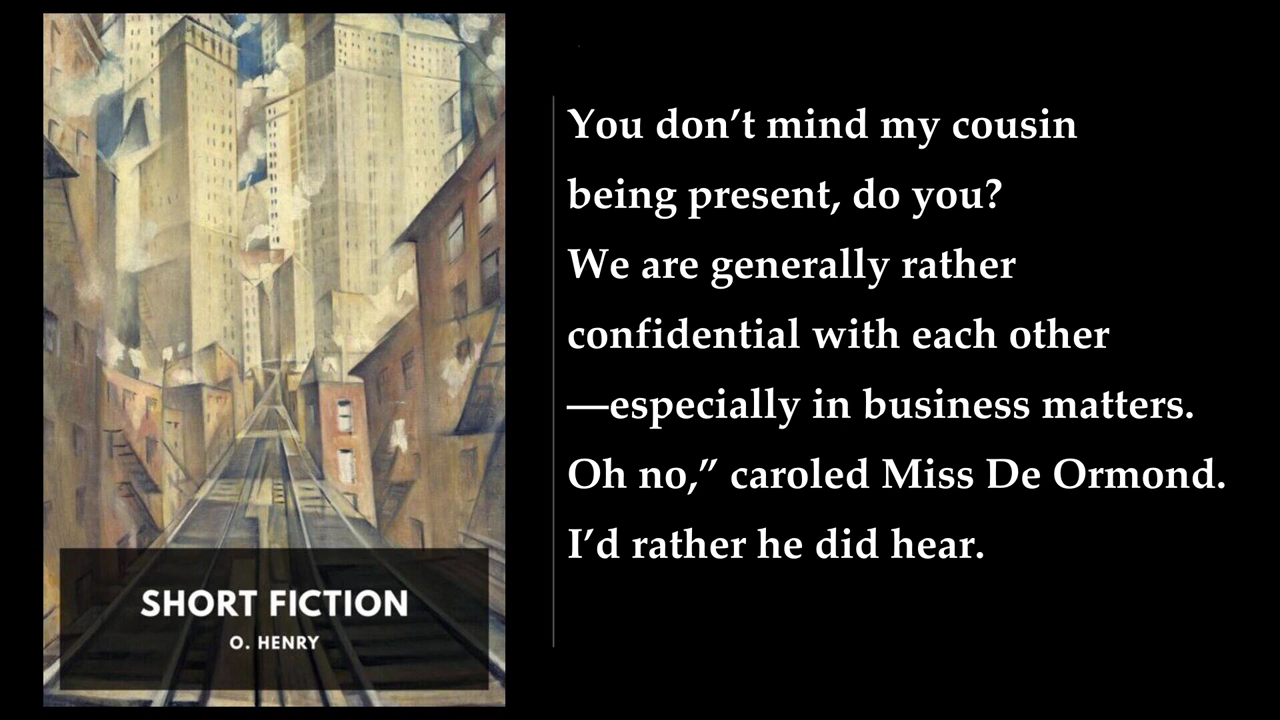 SHORT FICTION
O. HENRY
You don’t mind my cousin
being present, do you?
We are generally rather
confidential with each other
—especially in business matters.
Oh no,” caroled Miss De Ormond.
I’d rather he did hear.